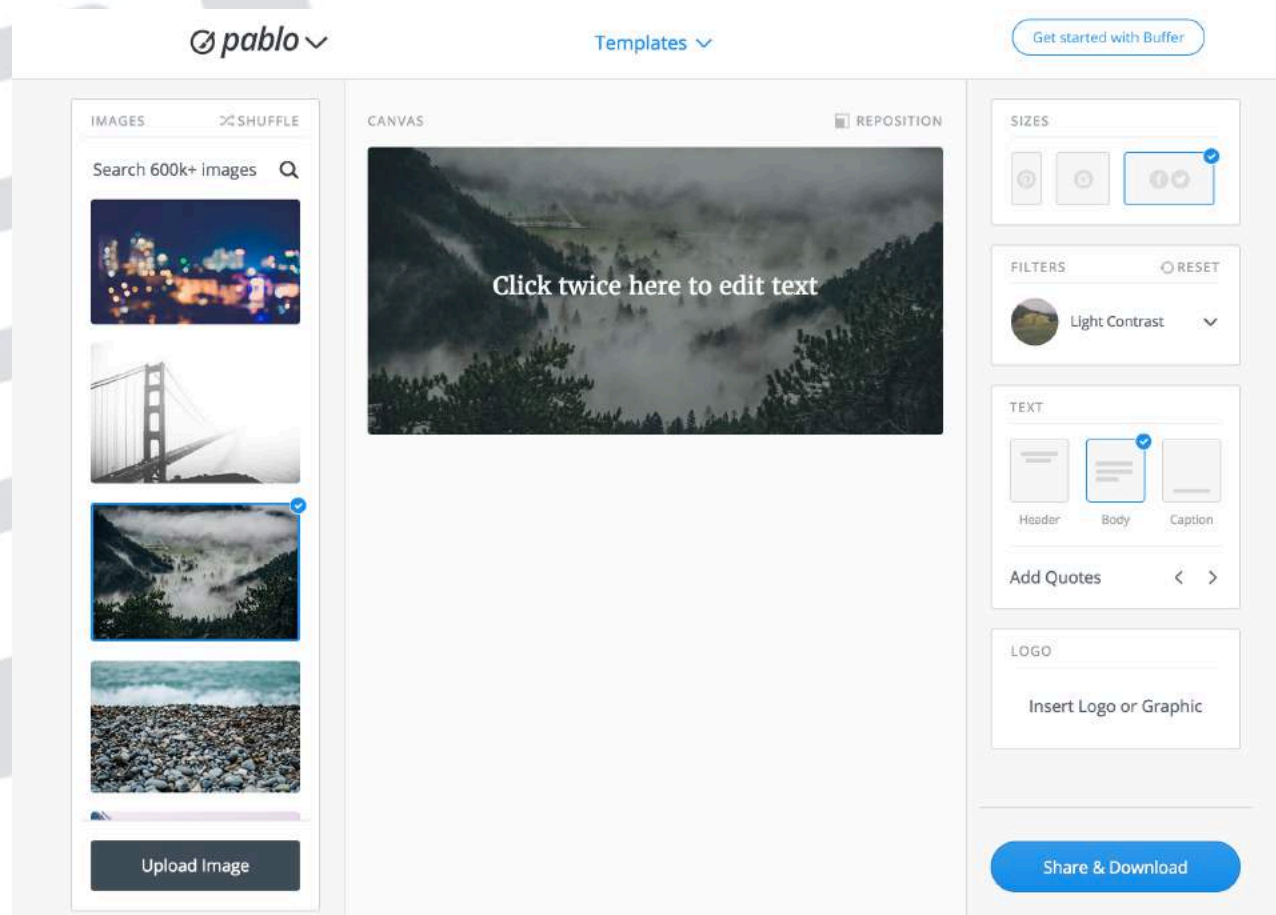 pablo
Templates
Get started with Buffer
IMAGES
SHUFFLE
Search 600k+ images
Upload Image
CANVAS
REPOSITION
Click twice here to edit text
SIZES
FILTERS
RESET
Light Contrast
TEXT
Header
Body
Caption
Add Quotes
LOGO
Insert Logo or Graphic
Share & Download